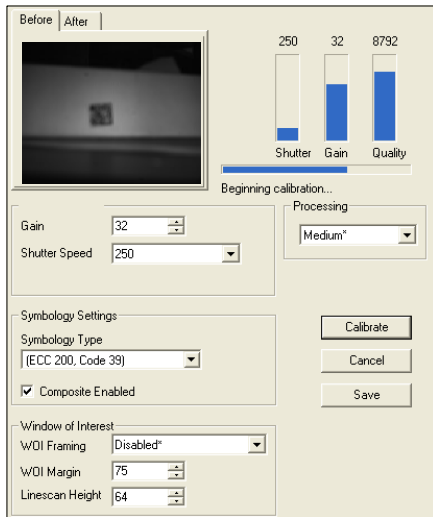 Before After
250 32 8792
Shutter Gain Quality
Beginning calibration...
Gain 32
Shutter Speed 250
Processing
Medium*
Symbology Settings
Symbology Type
(ECC 200, Code 39)
Composite Enabled
Calibrate
Cancel
Save
Window of Interest
WOI Framing Disabled*
WOI Margin 75
Linescan Height 64